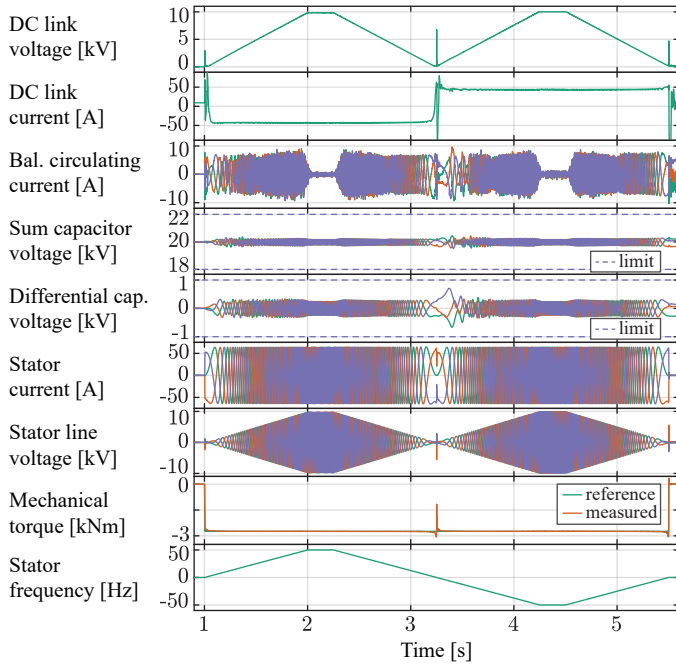 DC link
voltage [kV]
10
5
0
DC link
current [A]
50
0
-50
Bal. circulating
current [A]
10
0
-10
Sum capacitor
voltage [kV]
22
20
18
limit
Differential cap.
voltage [kV]
1
0
-1
limit
Stator
current [A]
50
0
-50
Stator line
voltage [kV]
10
0
-10
Mechanical
torque [kNm]
0
-3
reference
measured
Stator
frequency [Hz]
50
0
-50
1 2 3 4 5
Time [s]